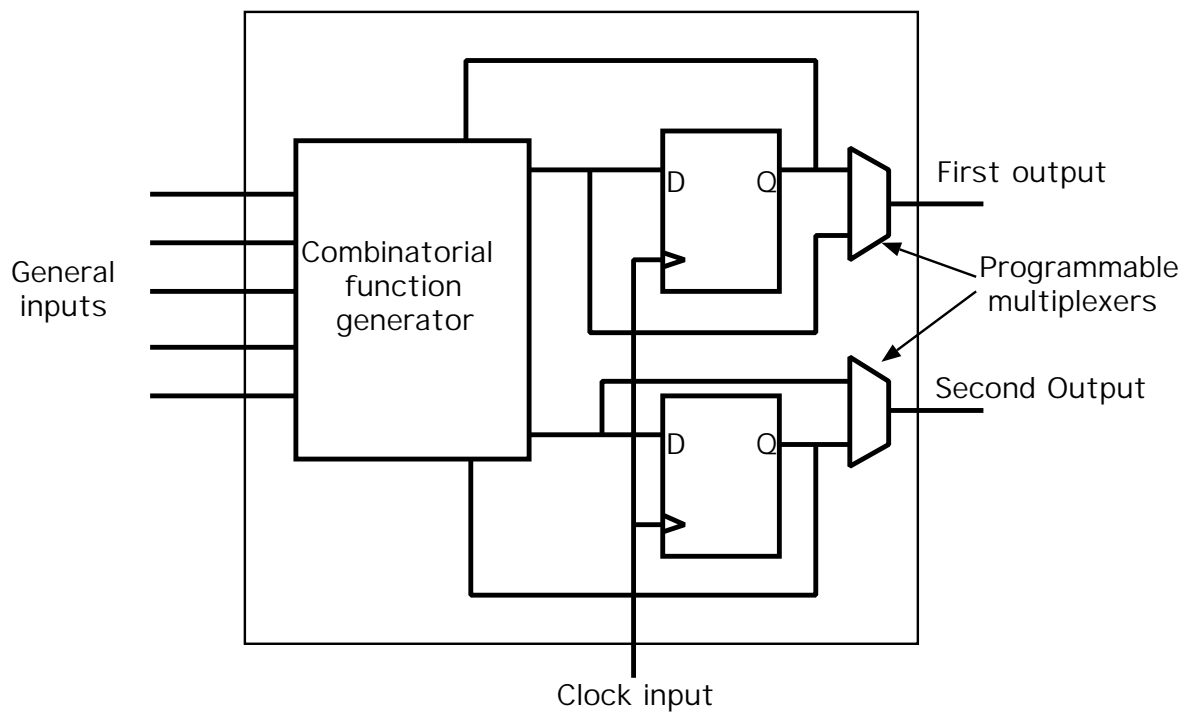 First output
D
Q
Combinatorial
function
generator
General
inputs
Programmable
multiplexers
Second Output
D
Q
Clock input